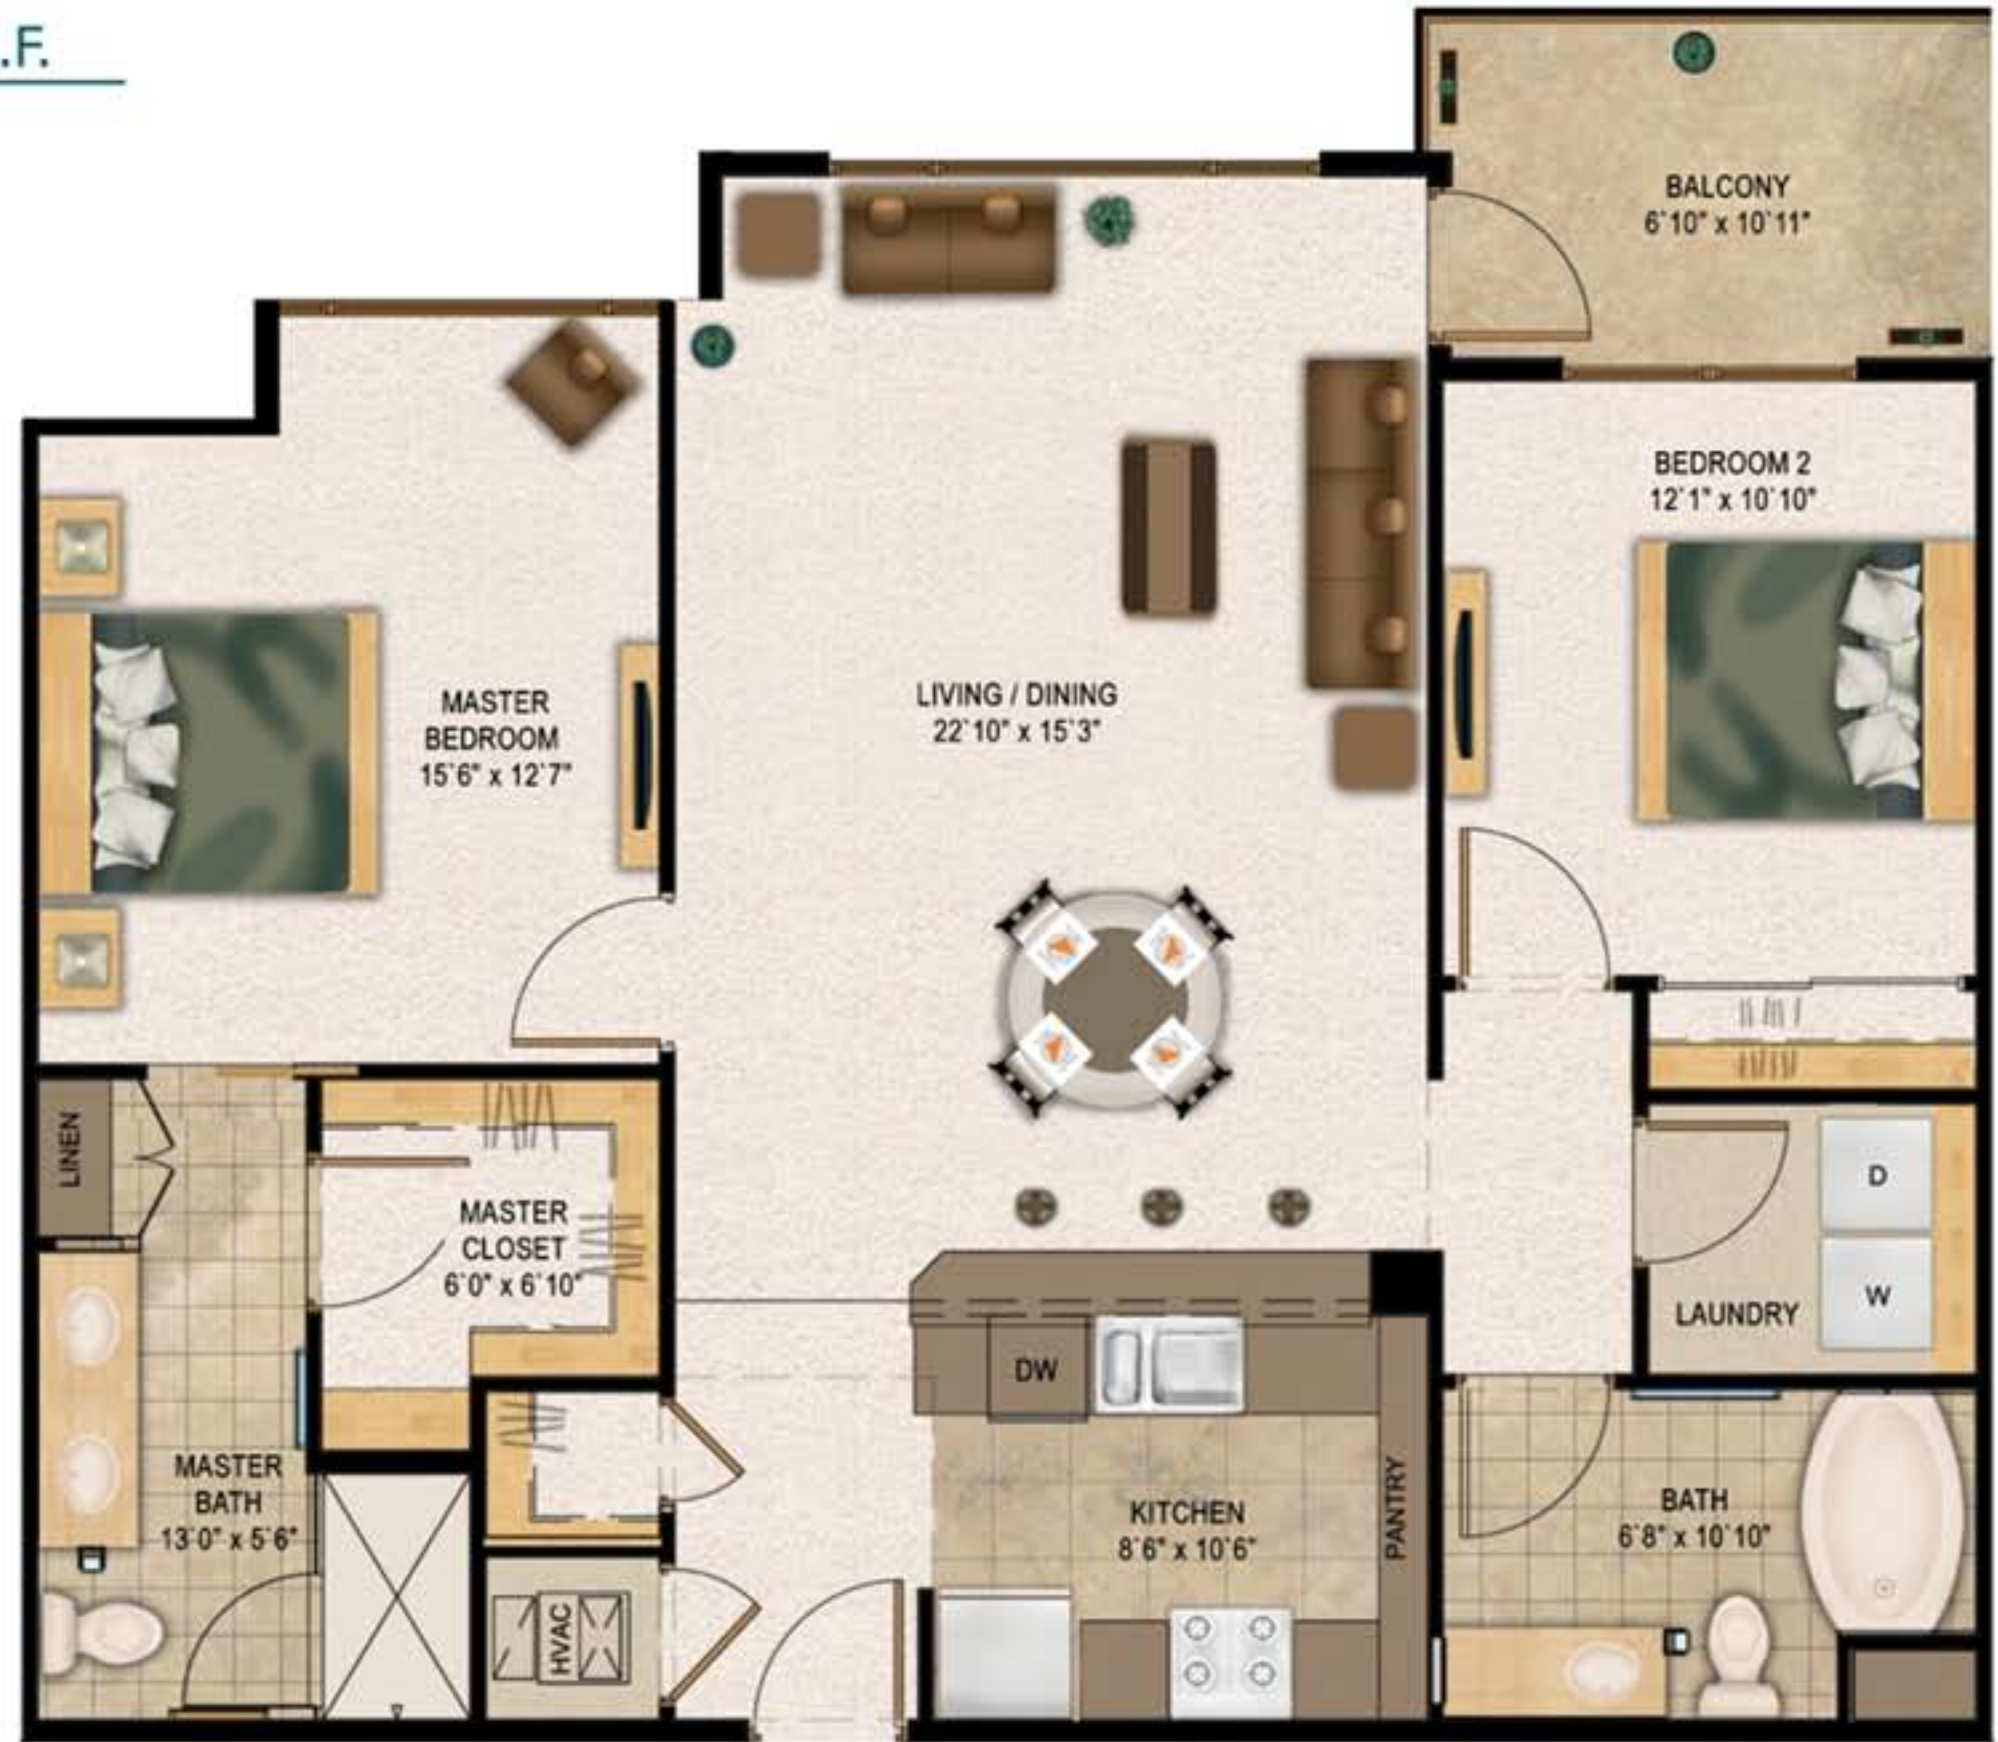 .F.
BALCONY
6'10" x 10'11"
BEDROOM 2
12'1" x 10'10"
MASTER
BEDROOM
15'6" x 12'7"
LIVING / DINING
22'10" x 15'3"
LINEN
MASTER
CLOSET
6'0" x 6'10"
D
W
LAUNDRY
DW
MASTER
BATH
13'0" x 5'6"
KITCHEN
8'6" x 10'6"
PANTRY
BATH
6'8" x 10'10"
HVAC